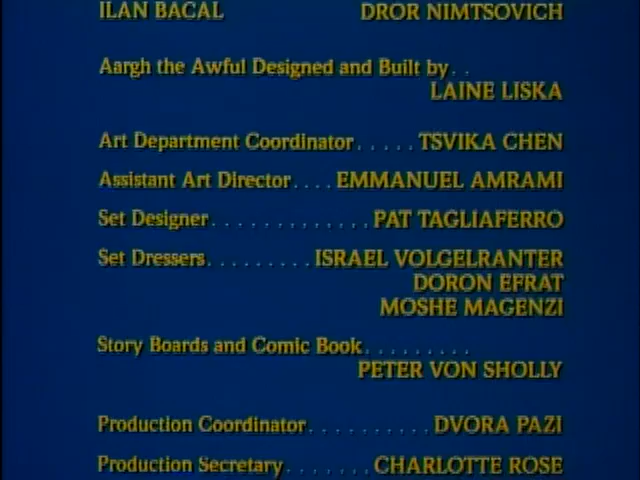 ILAN BACAL DROR NIMTSOVICH
Aargh the Awful Designed and Built by . .
LAINE LISKA
Art Department Coordinator . . . . . TSVIKA CHEN
Assistant Art Director . . . . EMMANUEL AMRAMI
Set Designer . . . . . . . . . . . . . PAT TAGLIAFERRO
Set Dressers . . . . . . . . . ISRAEL VOLGELRANTER
DORON EFRAT
MOSHE MAGENZI
Story Boards and Comic Book . . . . . . . . .
PETER VON SHOLLY
Production Coordinator . . . . . . . . . . DVORA PAZI
Production Secretary . . . . . . . CHARLOTTE ROSE